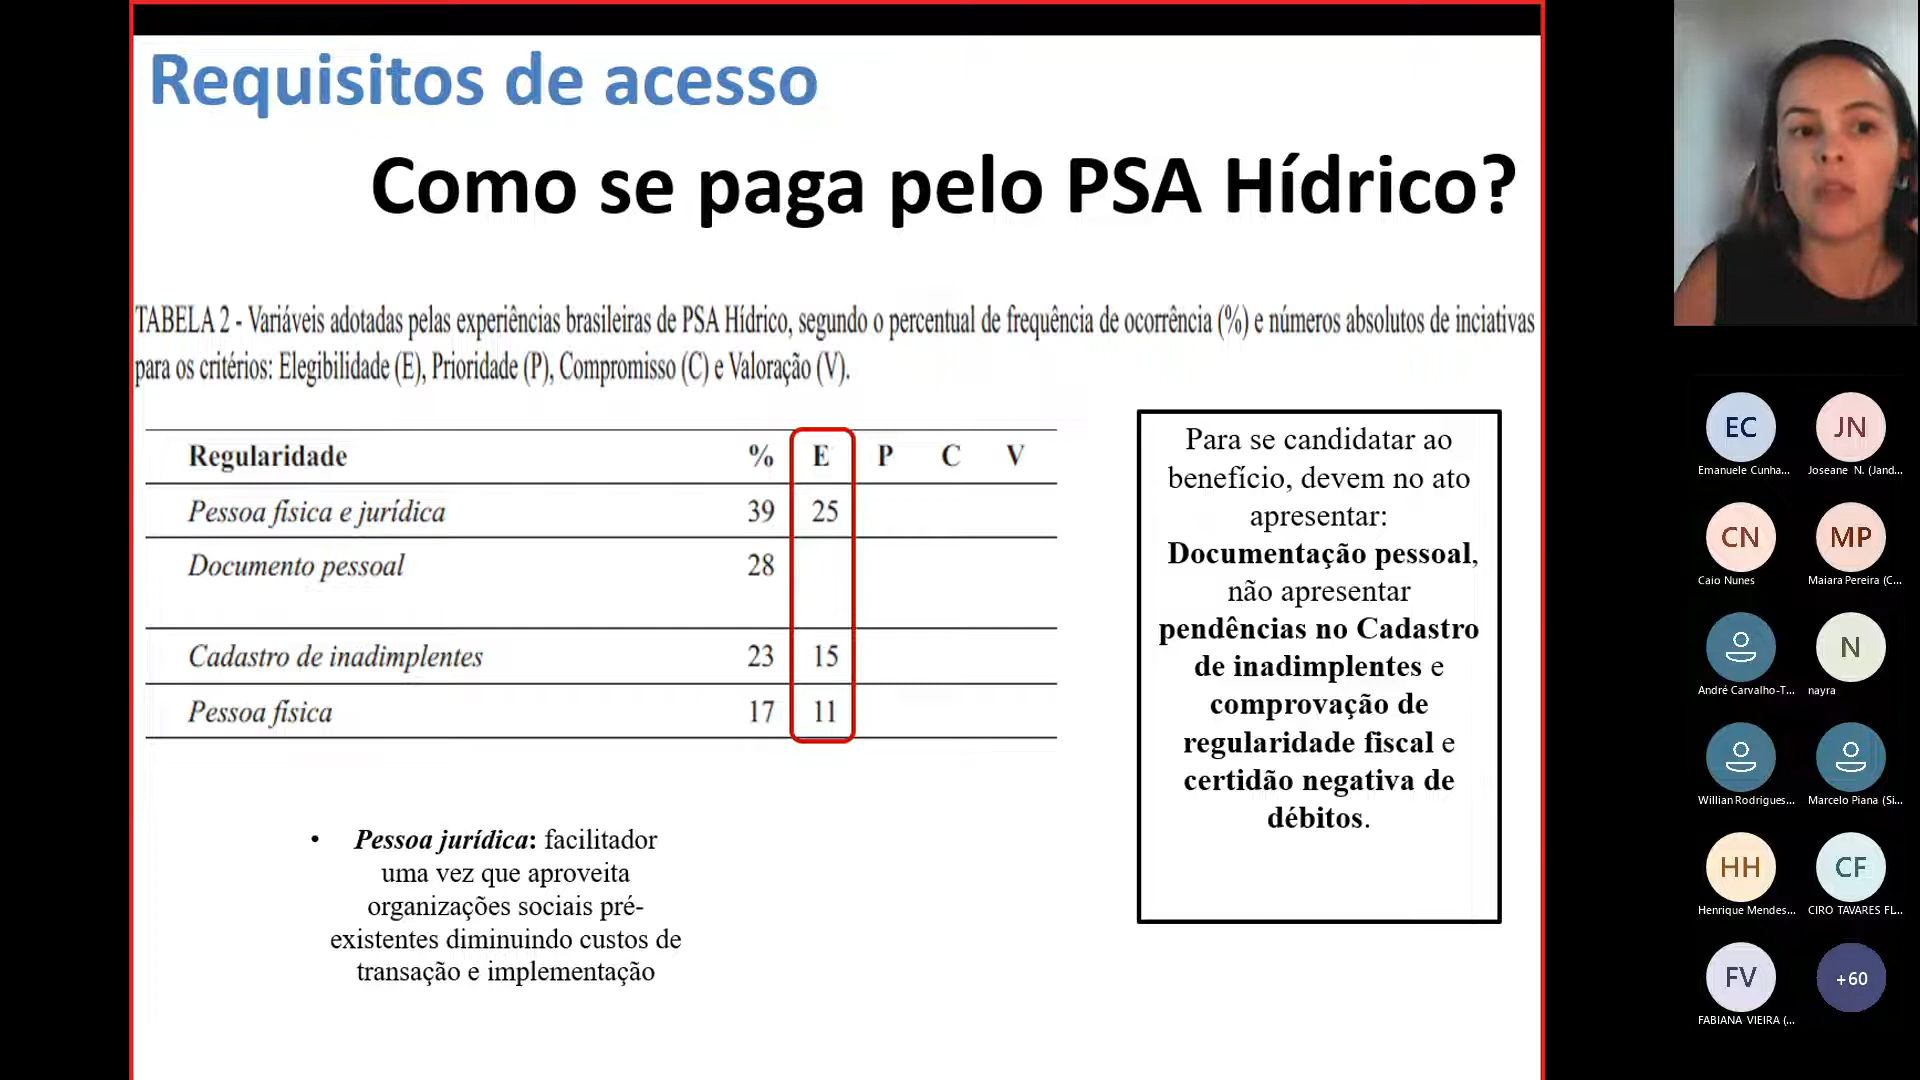 Requisitos de acesso
Como se paga pelo PSA Hídrico?
TABELA 2 - Variáveis adotadas pelas experiências brasileiras de PSA Hídrico, segundo o percentual de frequência de ocorrência (%) e números absolutos de inciativas
para os critérios: Elegibilidade (E), Prioridade (P), Compromisso (C) e Valoração (V).
Regularidade % E P C V
Pessoa física e jurídica 39 25
Documento pessoal 28
Cadastro de inadimplentes 23 15
Pessoa física 17 11
• Pessoa jurídica: facilitador
uma vez que aproveita
organizações sociais pré-
existentes diminuindo custos de
transação e implementação
Para se candidatar ao
benefício, devem no ato
apresentar:
Documentação pessoal,
não apresentar
pendências no Cadastro
de inadimplentes e
comprovação de
regularidade fiscal e
certidão negativa de
débitos.
EC JN
Emanuele Cunha... Joseane N. (Jand...
CN MP
Caio Nunes Maiara Pereira (C...
N
André Carvalho-T... nayra
Willian Rodrigues... Marcelo Piana (Si...
HH CF
Henrique Mendes... CIRO TAVARES FL...
FV +60
FABIANA VIEIRA (...